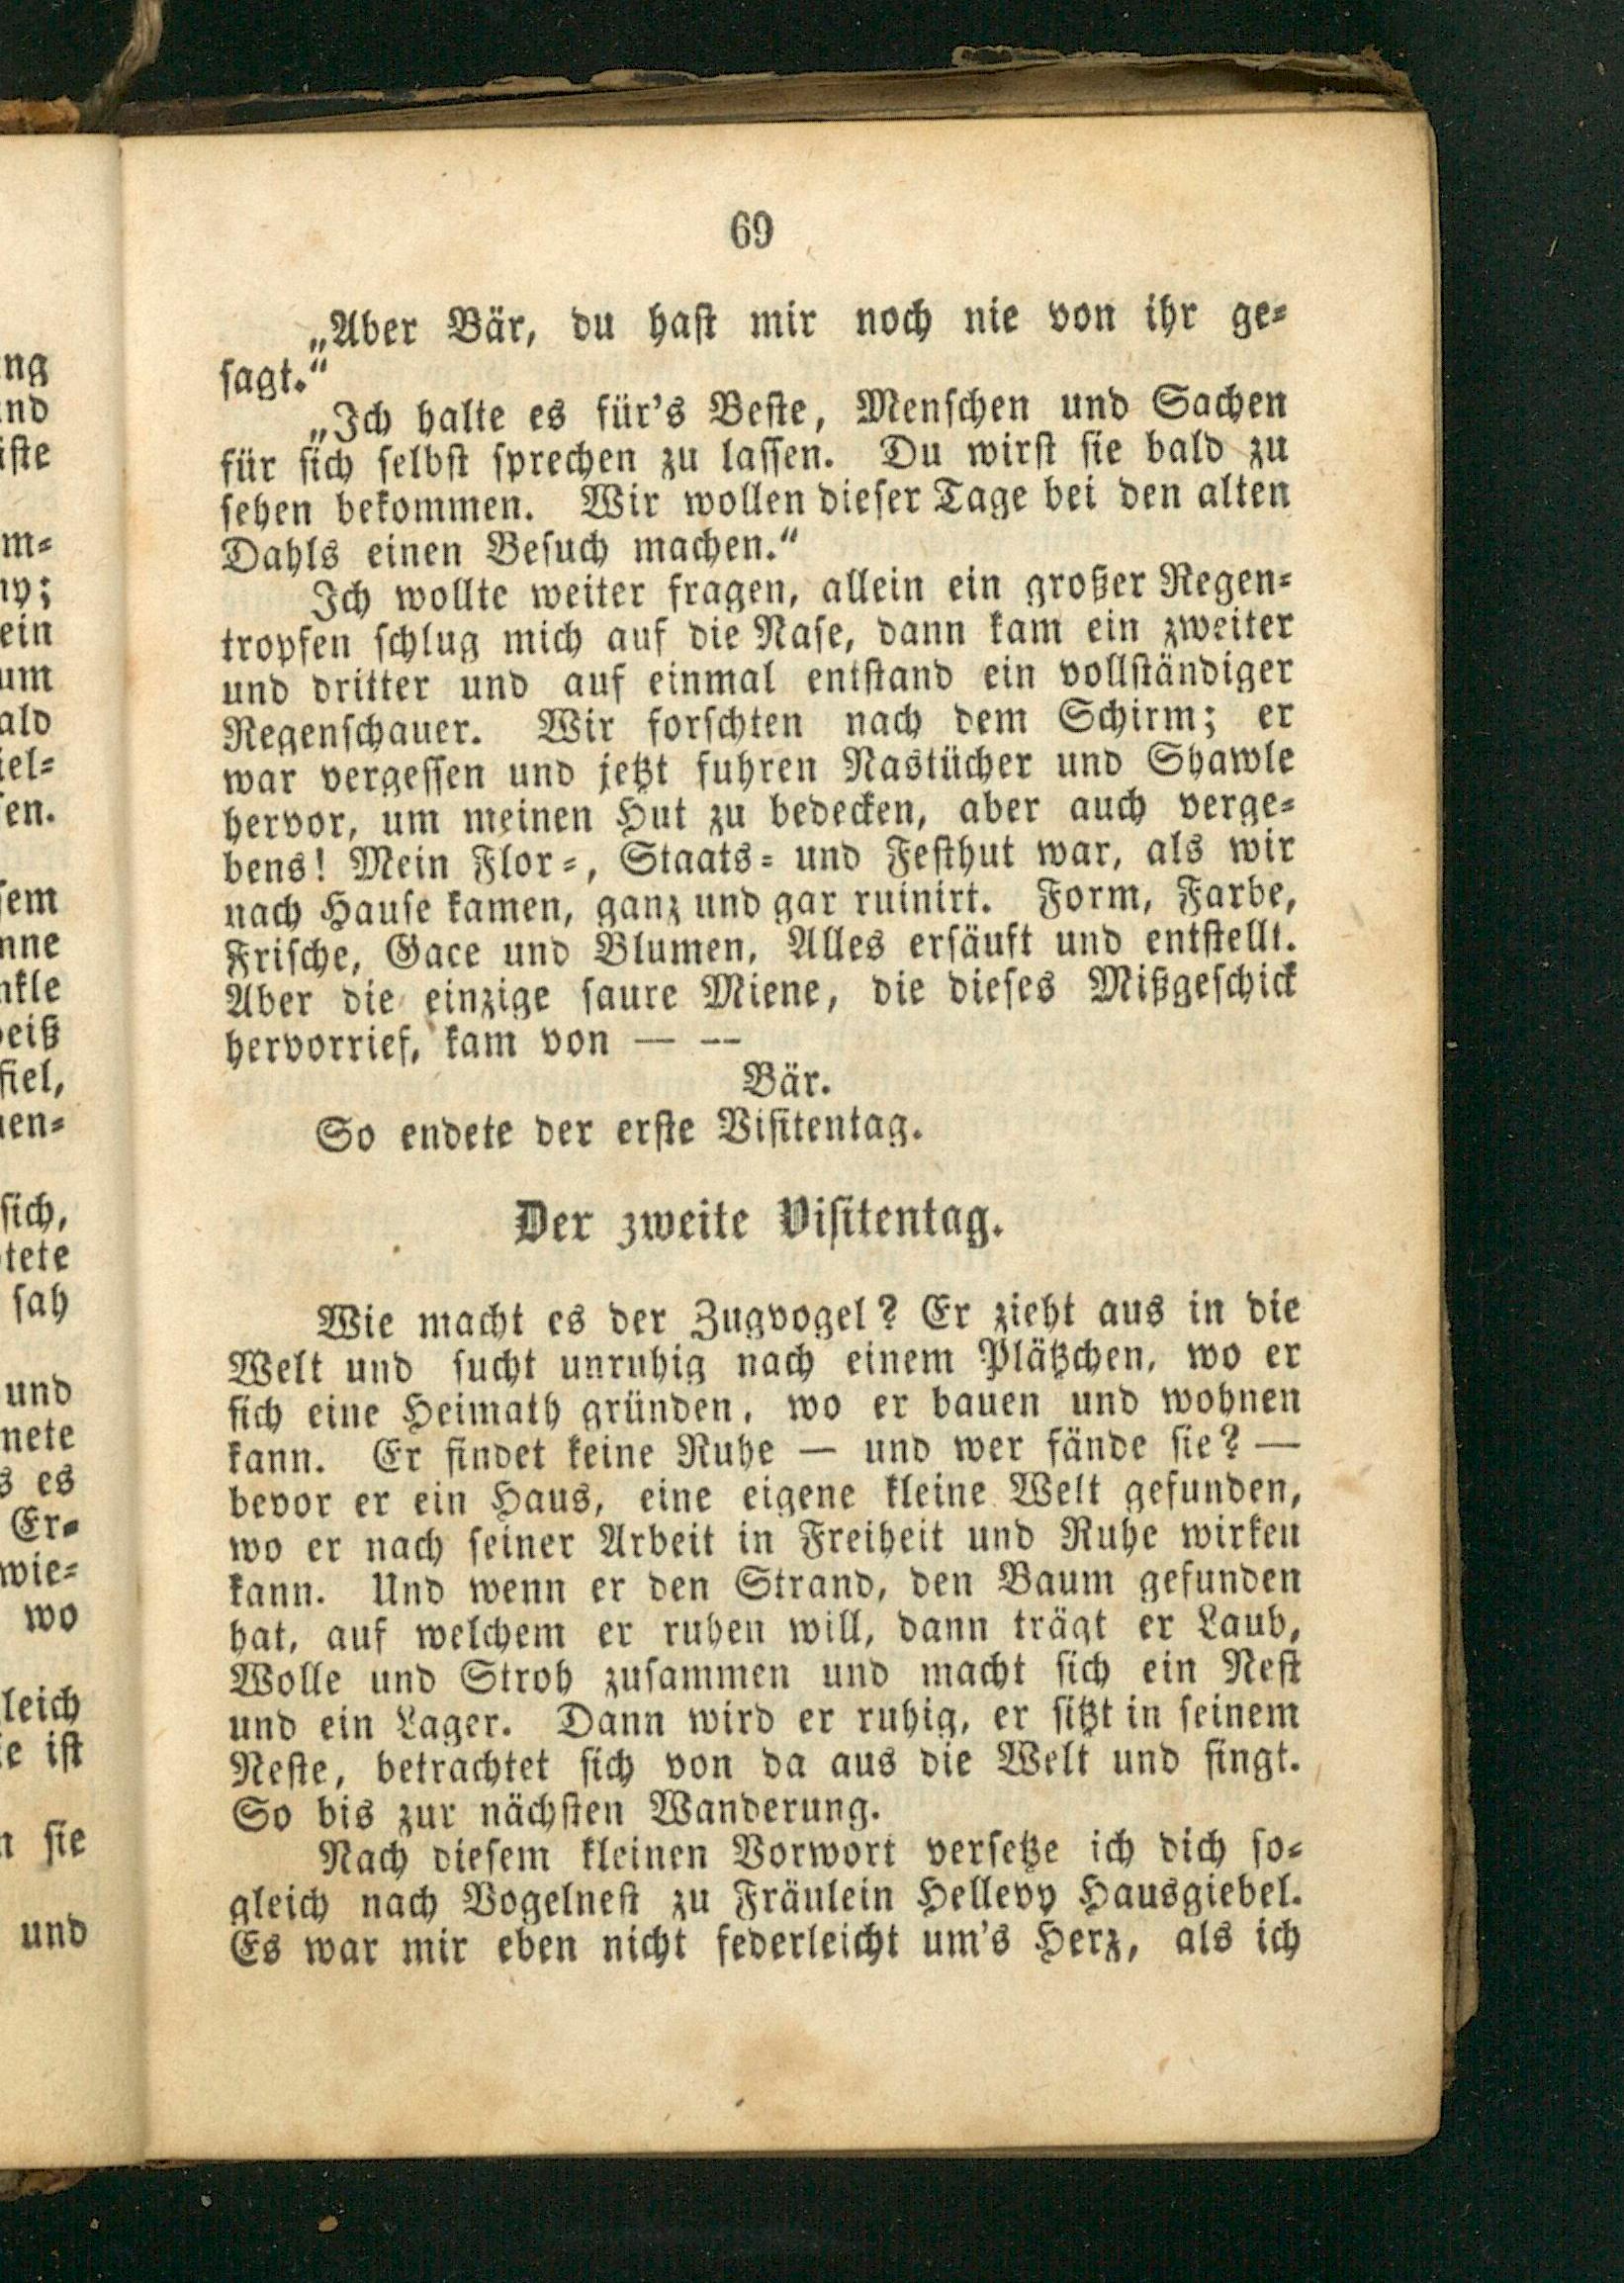 69
„Aber Bär, du hast mir noch nie von ihr ge-
sagt.“
„Ich halte es für's Beste, Menschen und Sachen
für sich selbst sprechen zu lassen. Du wirst sie bald zu
sehen bekommen. Wir wollen dieser Tage bei den alten
Dahls einen Besuch machen.“
Ich wollte weiter fragen, allein ein großer Regen-
tropfen schlug mich auf die Nase, dann kam ein zweiter
und dritter und auf einmal entstand ein vollständiger
Regenschauer. Wir forschten nach dem Schirm; er
war vergessen und jetzt fuhren Nastücher und Shawle
hervor, um meinen Hut zu bedecken, aber auch verge-
bens! Mein Flor-, Staats- und Festhut war, als wir
nach Hause kamen, ganz und gar ruinirt. Form, Farbe,
Frische, Gace und Blumen, Alles ersäuft und entstellt.
Aber die einzige saure Miene, die dieses Mißgeschick
hervorrief, kam von — —
Bär.
So endete der erste Visitentag.
Der zweite Visitentag.
Wie macht es der Zugvogel? Er zieht aus in die
Welt und sucht unruhig nach einem Plätzchen, wo er
sich eine Heimath gründen, wo er bauen und wohnen
kann. Er findet keine Ruhe — und wer fände sie? —
bevor er ein Haus, eine eigene kleine Welt gefunden,
wo er nach seiner Arbeit in Freiheit und Ruhe wirken
kann. Und wenn er den Strand, den Baum gefunden
hat, auf welchem er ruhen will, dann trägt er Laub,
Wolle und Stroh zusammen und macht sich ein Nest
und ein Lager. Dann wird er ruhig, er sitzt in seinem
Neste, betrachtet sich von da aus die Welt und singt.
So bis zur nächsten Wanderung.
Nach diesem kleinen Vorwort versetze ich dich so-
gleich nach Vogelnest zu Fräulein Hellevy Hausgiebel.
Es war mir eben nicht federleicht um's Herz, als ich